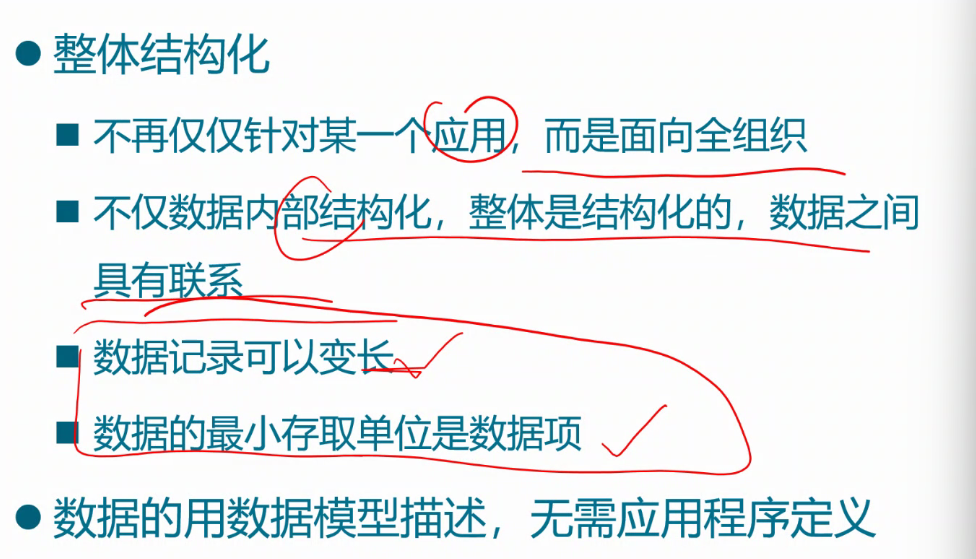 ● 整体结构化
■ 不再仅仅针对某一个应用，而是面向全组织
■ 不仅数据内部结构化，整体是结构化的，数据之间
具有联系
■ 数据记录可以变长
■ 数据的最小存取单位是数据项
● 数据的用数据模型描述，无需应用程序定义